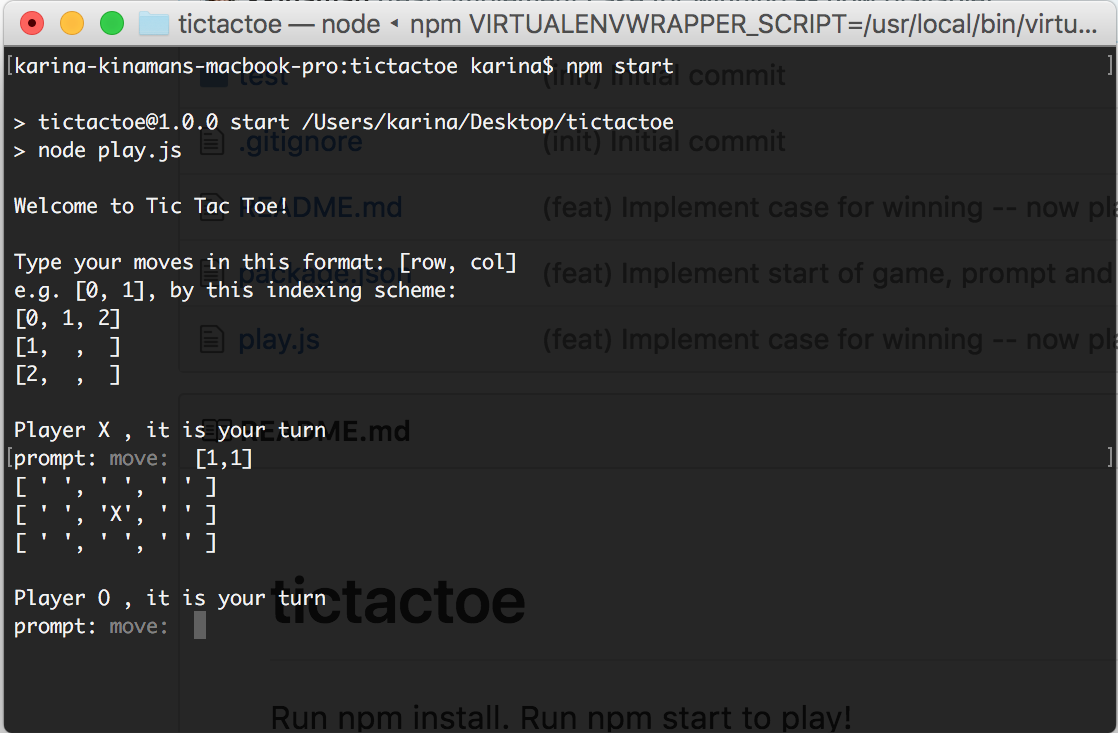 tictactoe — node ◂ npm VIRTUALENVWRAPPER_SCRIPT=/usr/local/bin/virtu...
[karina-kinamans-macbook-pro:tictactoe karina$ npm start ]
test (init) Initial commit
> tictactoe@1.0.0 start /Users/karina/Desktop/tictactoe
.gitignore (init) Initial commit
> node play.js
Welcome to Tic Tac Toe!
README.md (feat) Implement case for winning -- now pla
Type your moves in this format: [row, col]
package.json (feat) Implement start of game, prompt and
e.g. [0, 1], by this indexing scheme:
[0, 1, 2]
play.js (feat) Implement case for winning -- now pla
[1,  ,  ]
[2,  ,  ]
Player X , it is your turn
README.md
[prompt: move:  [1,1] ]
[ ' ', ' ', ' ' ]
[ ' ', 'X', ' ' ]
[ ' ', ' ', ' ' ]
Player O , it is your turn
tictactoe
prompt: move:
Run npm install. Run npm start to play!